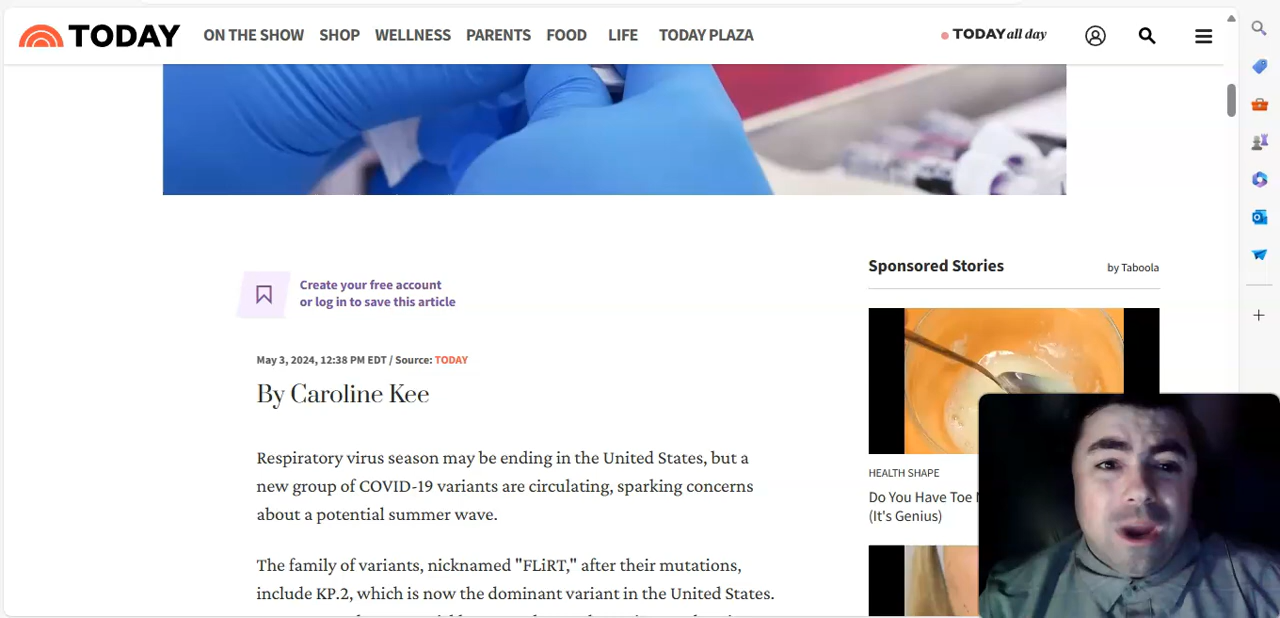 TODAY ON THE SHOW SHOP WELLNESS PARENTS FOOD LIFE TODAY PLAZA TODAY all day
Create your free account
or log in to save this article
May 3, 2024, 12:38 PM EDT / Source: TODAY
By Caroline Kee
Respiratory virus season may be ending in the United States, but a
new group of COVID-19 variants are circulating, sparking concerns
about a potential summer wave.
The family of variants, nicknamed "FLiRT," after their mutations,
include KP.2, which is now the dominant variant in the United States.
Sponsored Stories
by Taboola
HEALTH SHAPE
Do You Have Toe
(It's Genius)